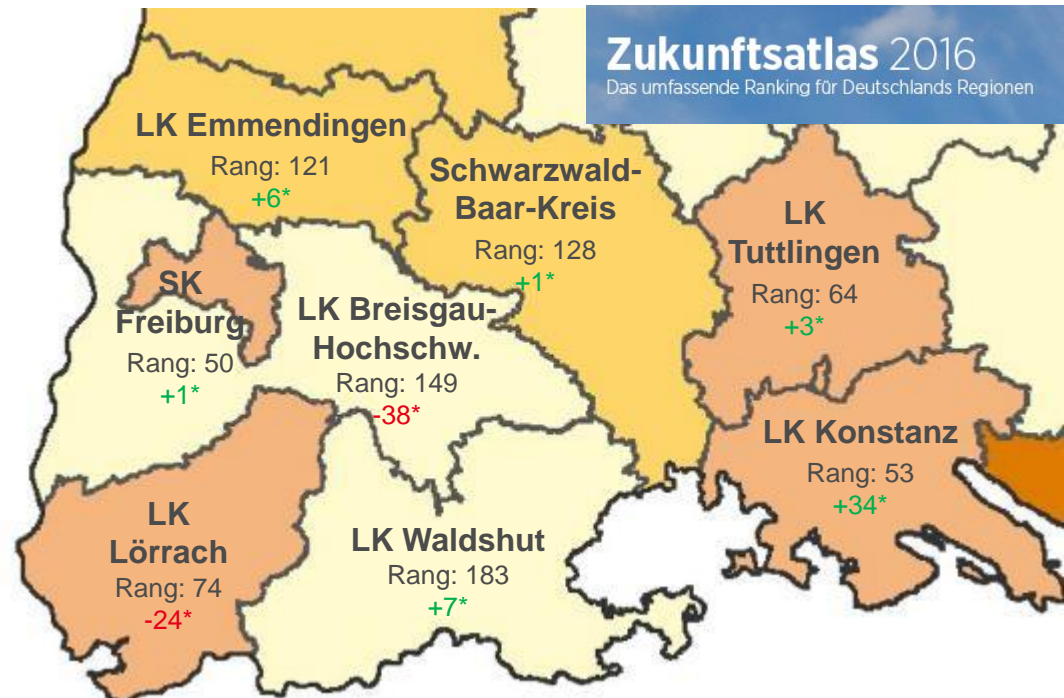 Zukunftsatlas 2016
Das umfassende Ranking für Deutschlands Regionen
LK Emmendingen
Rang: 121
+6*
Schwarzwald-
Baar-Kreis
Rang: 128
+1*
LK
Tuttlingen
Rang: 64
+3*
SK
Freiburg
Rang: 50
+1*
LK Breisgau-
Hochschw.
Rang: 149
-38*
LK Konstanz
Rang: 53
+34*
LK
Lörrach
Rang: 74
-24*
LK Waldshut
Rang: 183
+7*